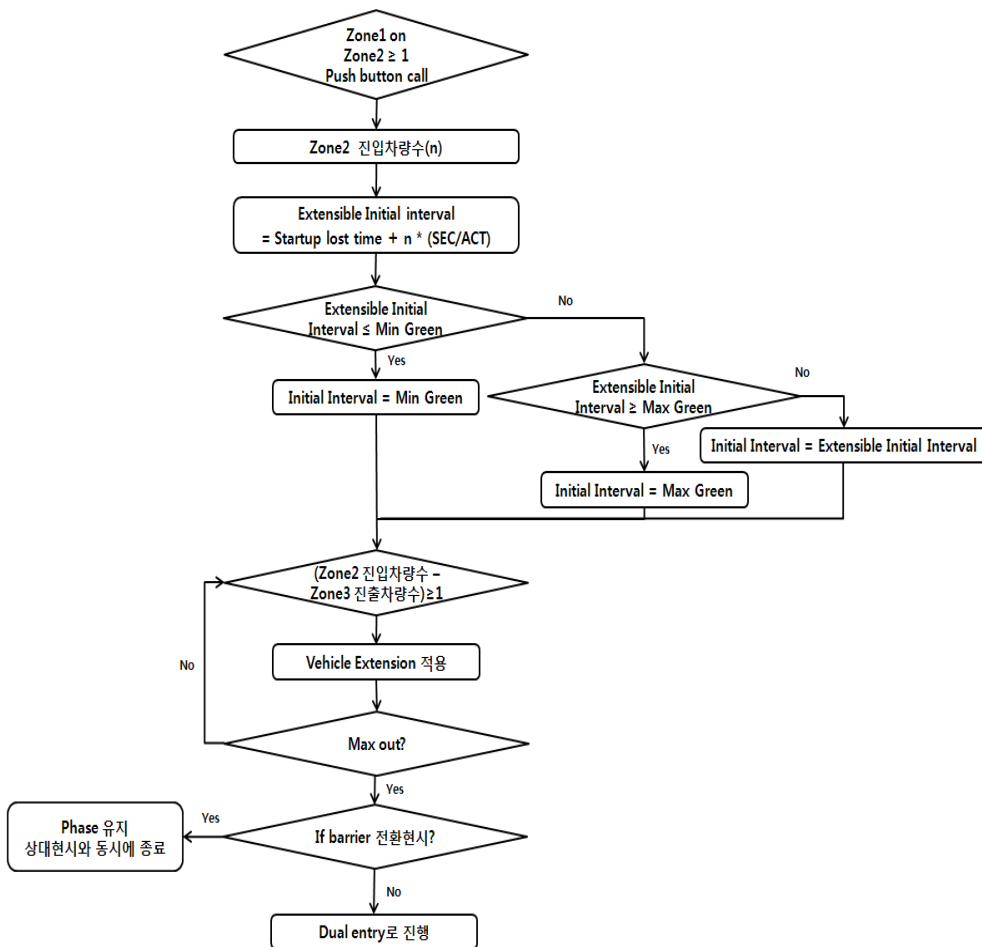 Zone1 on
Zone2 ≥ 1
Push button call
Zone2 진입차량수(n)
Extensible Initial interval
= Startup lost time + n * (SEC/ACT)
Extensible Initial
Interval ≤ Min Green
No
Yes
Initial Interval = Min Green
Extensible Initial
Interval ≥ Max Green
No
Yes
Initial Interval = Extensible Initial Interval
Initial Interval = Max Green
(Zone2 진입차량수 –
Zone3 진출차량수)≥1
Vehicle Extension 적용
No
Max out?
Yes
If barrier 전환현시?
Yes
Phase 유지
상대현시와 동시에 종료
No
Dual entry로 진행